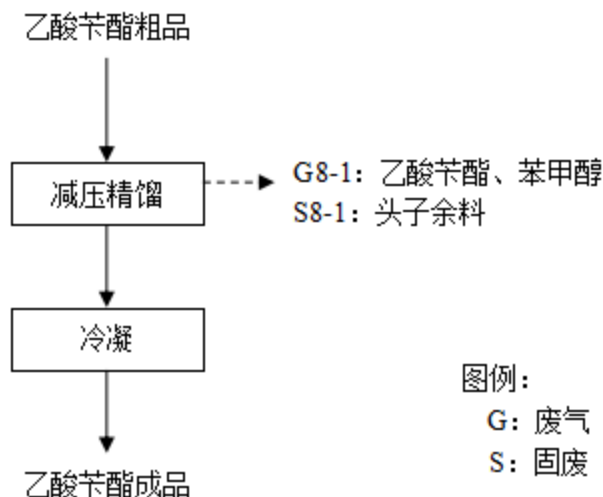 乙酸苄酯粗品
减压精馏
G8-1：乙酸苄酯、苯甲醇
S8-1：头子余料
冷凝
图例：
G：废气
S：固废
乙酸苄酯成品